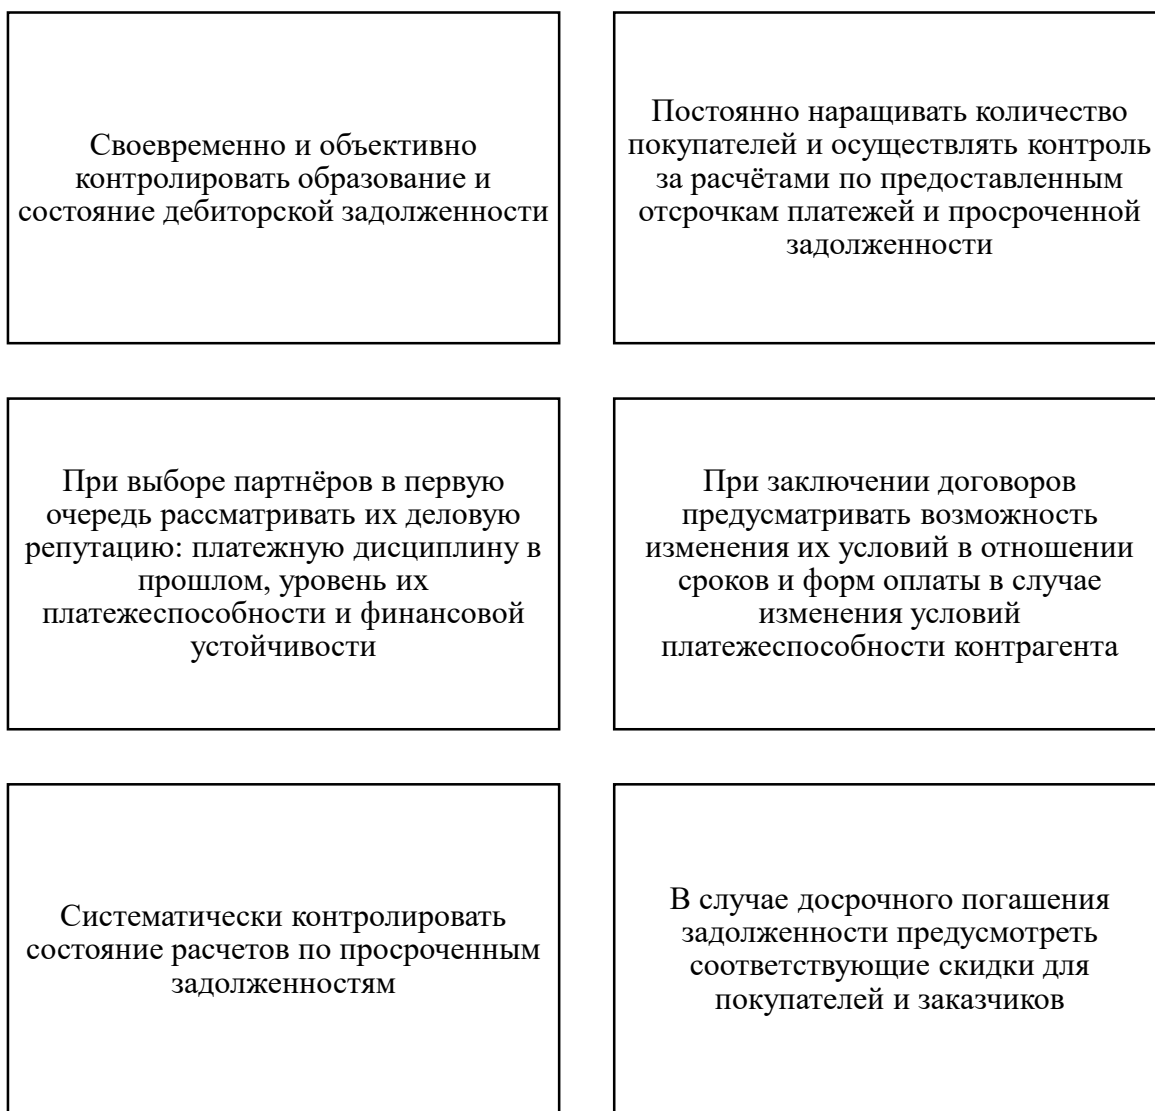 Своевременно и объективно
контролировать образование и
состояние дебиторской задолженности
Постоянно наращивать количество
покупателей и осуществлять контроль
за расчётами по предоставленным
отсрочкам платежей и просроченной
задолженности
При выборе партнёров в первую
очередь рассматривать их деловую
репутацию: платежную дисциплину в
прошлом, уровень их
платежеспособности и финансовой
устойчивости
При заключении договоров
предусматривать возможность
изменения их условий в отношении
сроков и форм оплаты в случае
изменения условий
платежеспособности контрагента
Систематически контролировать
состояние расчетов по просроченным
задолженностям
В случае досрочного погашения
задолженности предусмотреть
соответствующие скидки для
покупателей и заказчиков